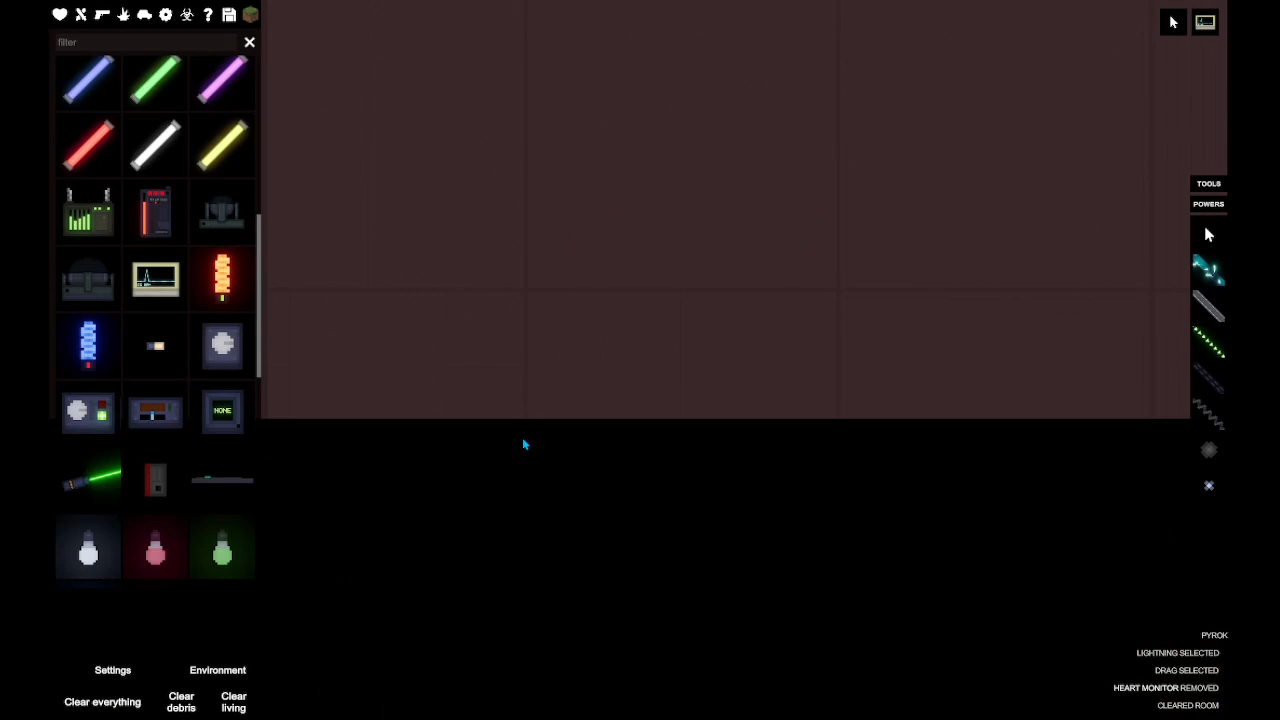 filter
TOOLS
POWERS
NONE
PYROK
LIGHTNING SELECTED
DRAG SELECTED
HEART MONITOR REMOVED
CLEARED ROOM
Settings
Environment
Clear everything
Clear
debris
Clear
living